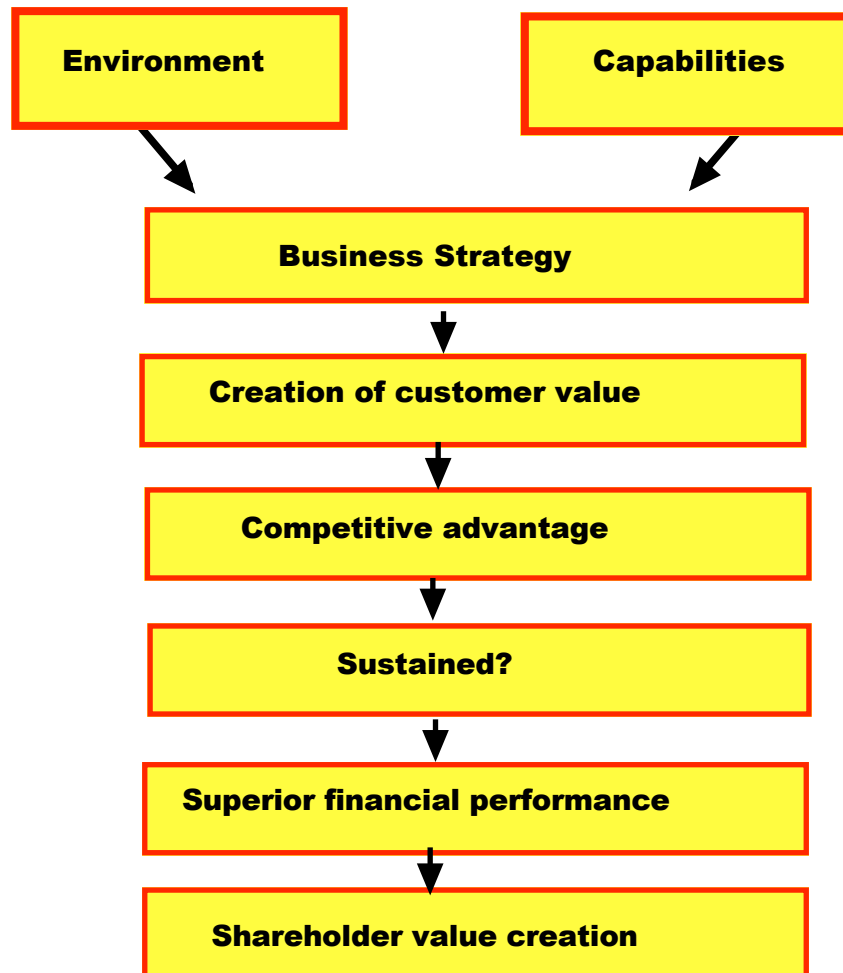 Environment
Capabilities
Business Strategy
Creation of customer value
Competitive advantage
Sustained?
Superior financial performance
Shareholder value creation